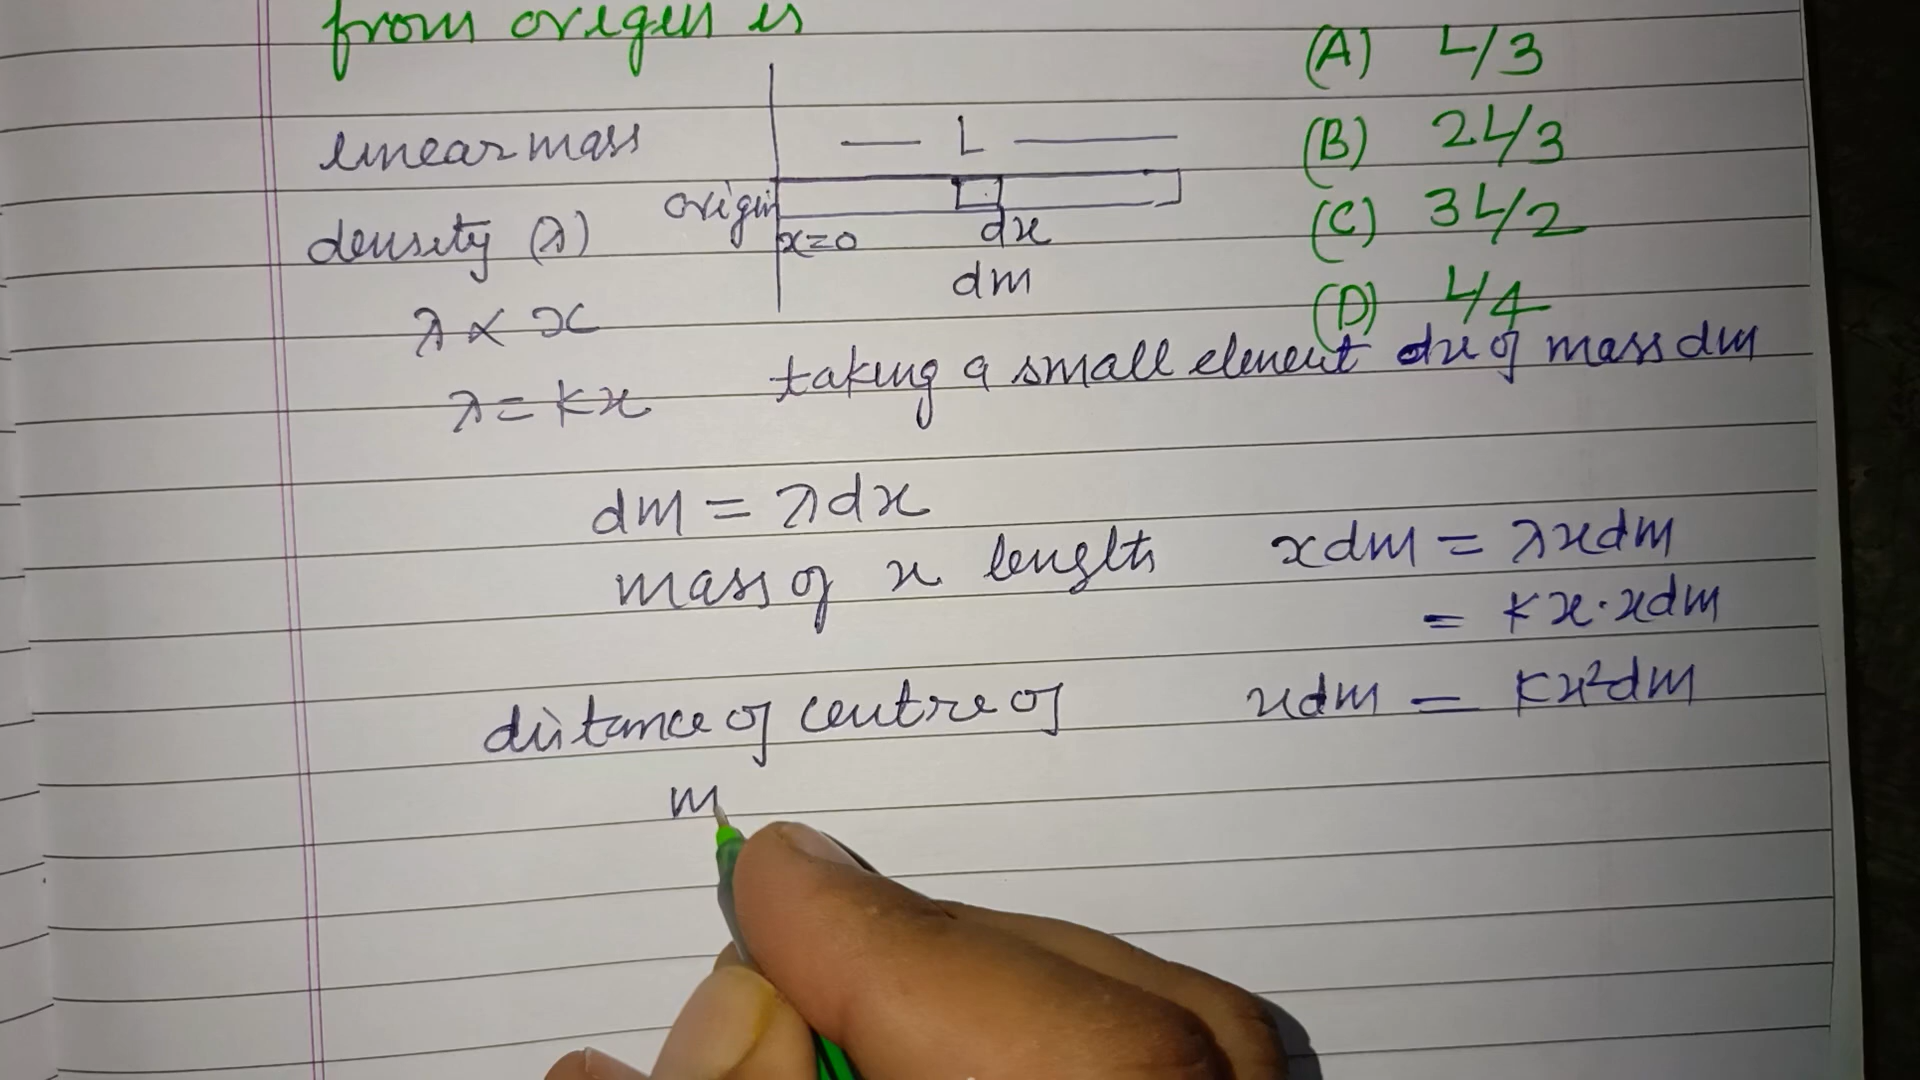 from origin is
(A) L/3
linear mass
— L —
(B) 2L/3
density (λ)
origin
x=0
dx
(C) 3L/2
dm
(D) L/4
λ ∝ x
taking a small element dx of mass dm
λ = kx
dm = λdx
mass of x length xdm = λxdm
= kx·xdm
distance of centre of xdm = kx²dm
m